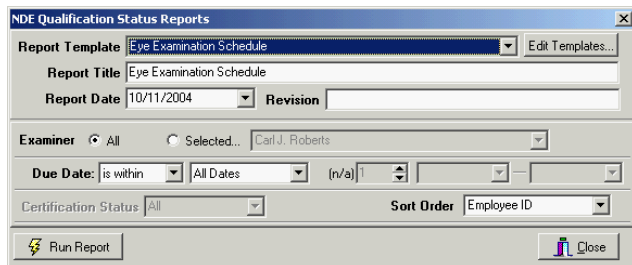 NDE Qualification Status Reports
Report Template Eye Examination Schedule Edit Templates...
Report Title Eye Examination Schedule
Report Date 10/11/2004 Revision
Examiner All Selected... Carl J. Roberts
Due Date: is within All Dates (n/a) 1 —
Certification Status All Sort Order Employee ID
Run Report Close